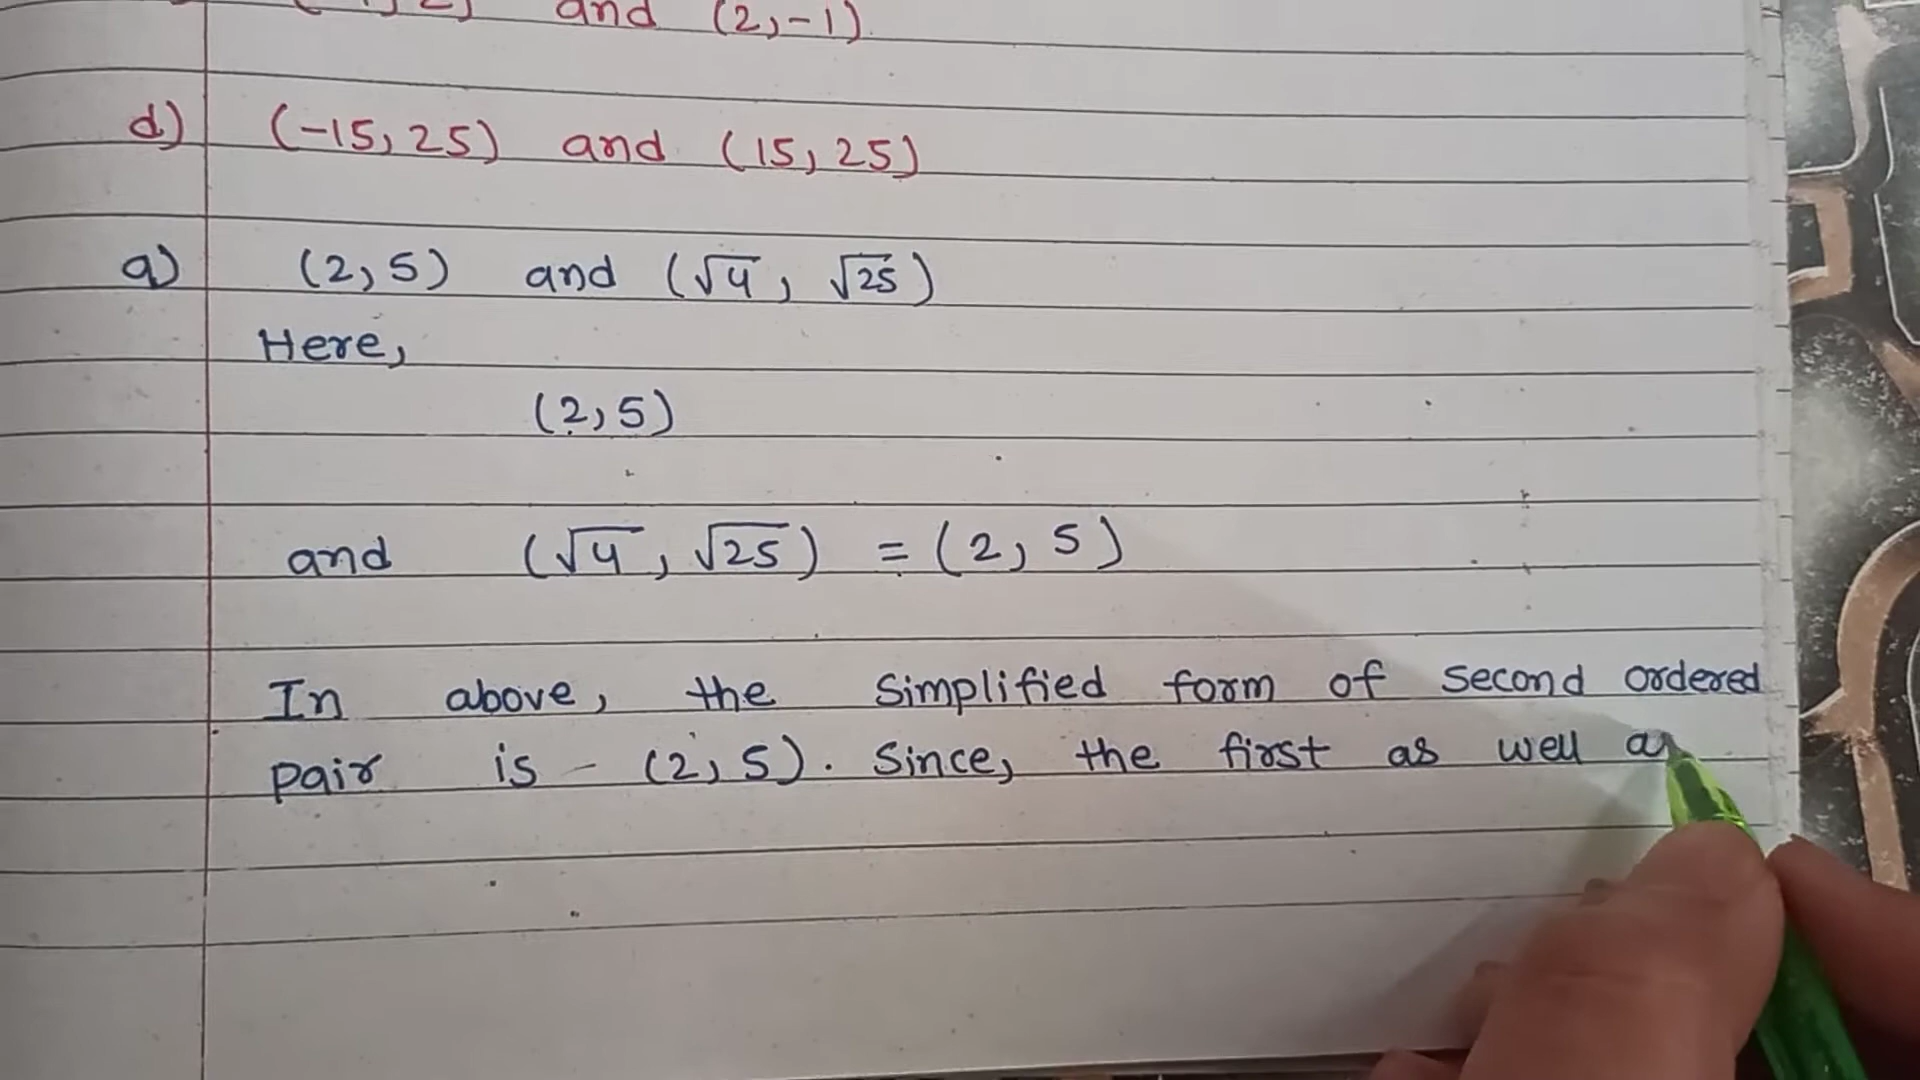 and (2,-1)
d) (-15, 25) and (15, 25)
a) (2, 5) and (√4, √25)
Here,
(2, 5)
and (√4, √25) = (2, 5)
In above, the Simplified form of second ordered
pair is - (2, 5). Since, the first as well as